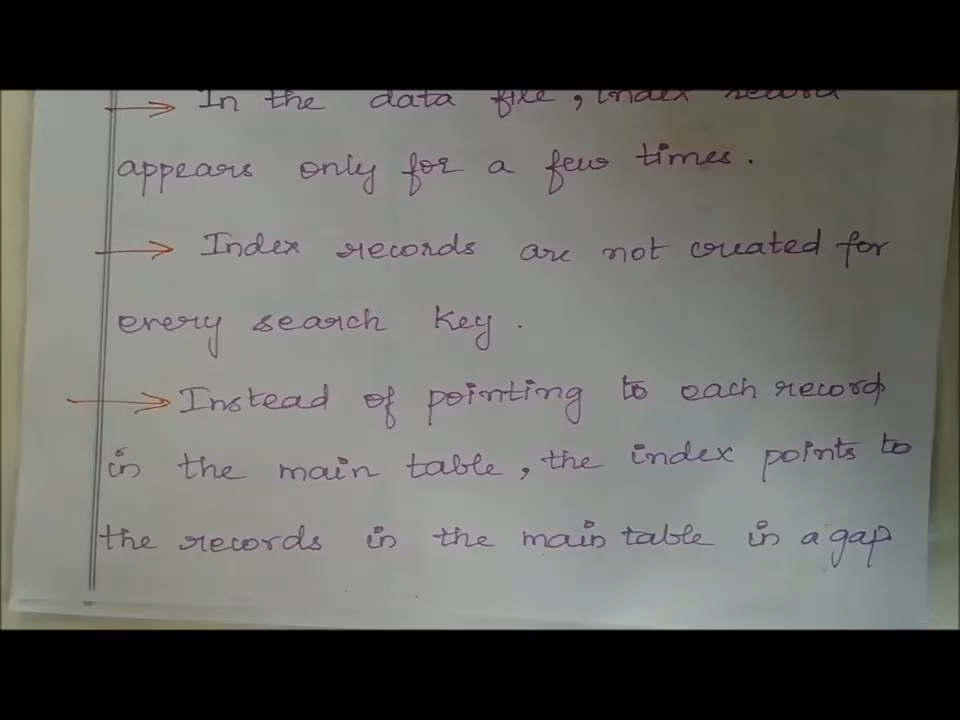 → In the data file, index record
appears only for a few times.
→ Index records are not created for
every search key.
→ Instead of pointing to each record
in the main table, the index points to
the records in the main table in a gap